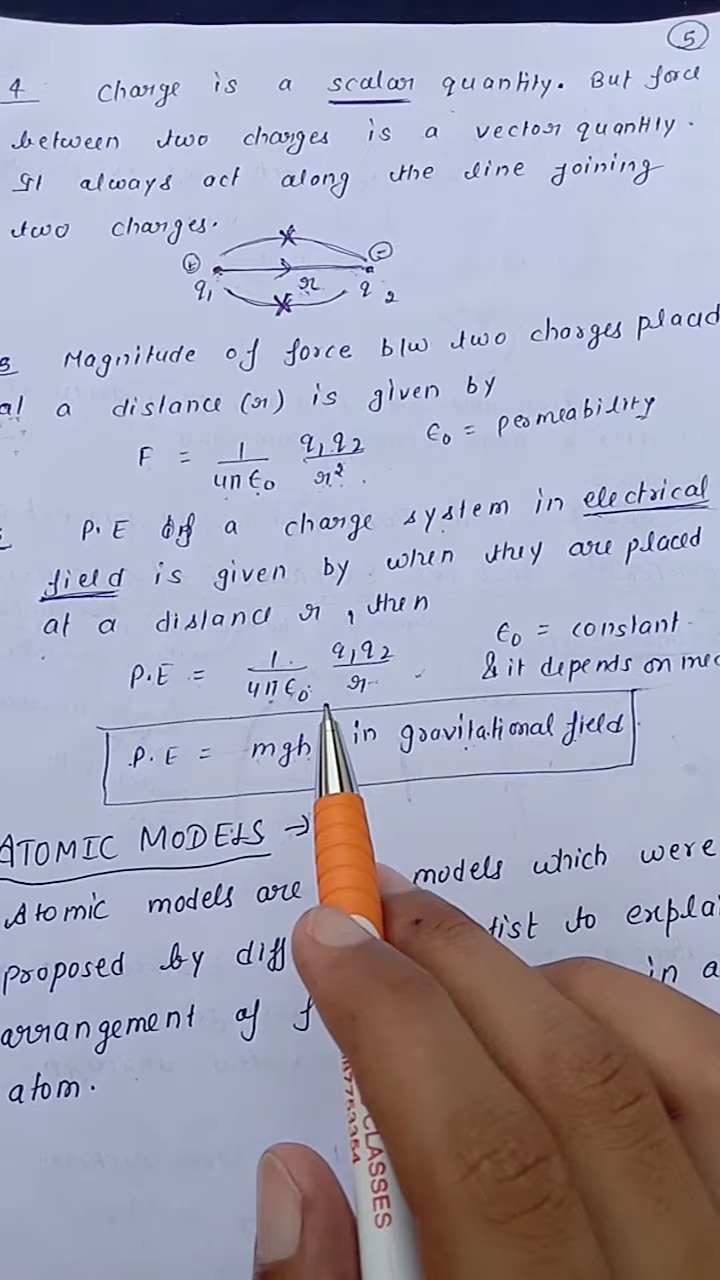 5
4 Charge is a scalar quantity. But force
between two charges is a vector quantity.
It always act along the line joining
two charges.
+ -
q1 r q2
5 Magnitude of force b/w two charges placed
at a distance (r) is given by
F = 1/4πε0 q1q2/r². ε0 = permeability
P.E of a charge system in electrical
field is given by when they are placed
at a distance r, then
P.E = 1/4πε0 q1q2/r ε0 = constant
& it depends on
P.E = mgh in gravitational field.
ATOMIC MODELS →
Atomic models are models which were
proposed by
arrangement of in a
atom.
CLASSES